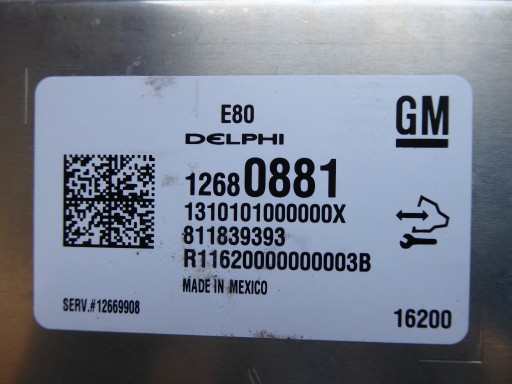 E80
GM
DELPHI
12680881
1310101000000X
811839393
R11620000000003B
MADE IN MEXICO
SERV.#12669908
16200